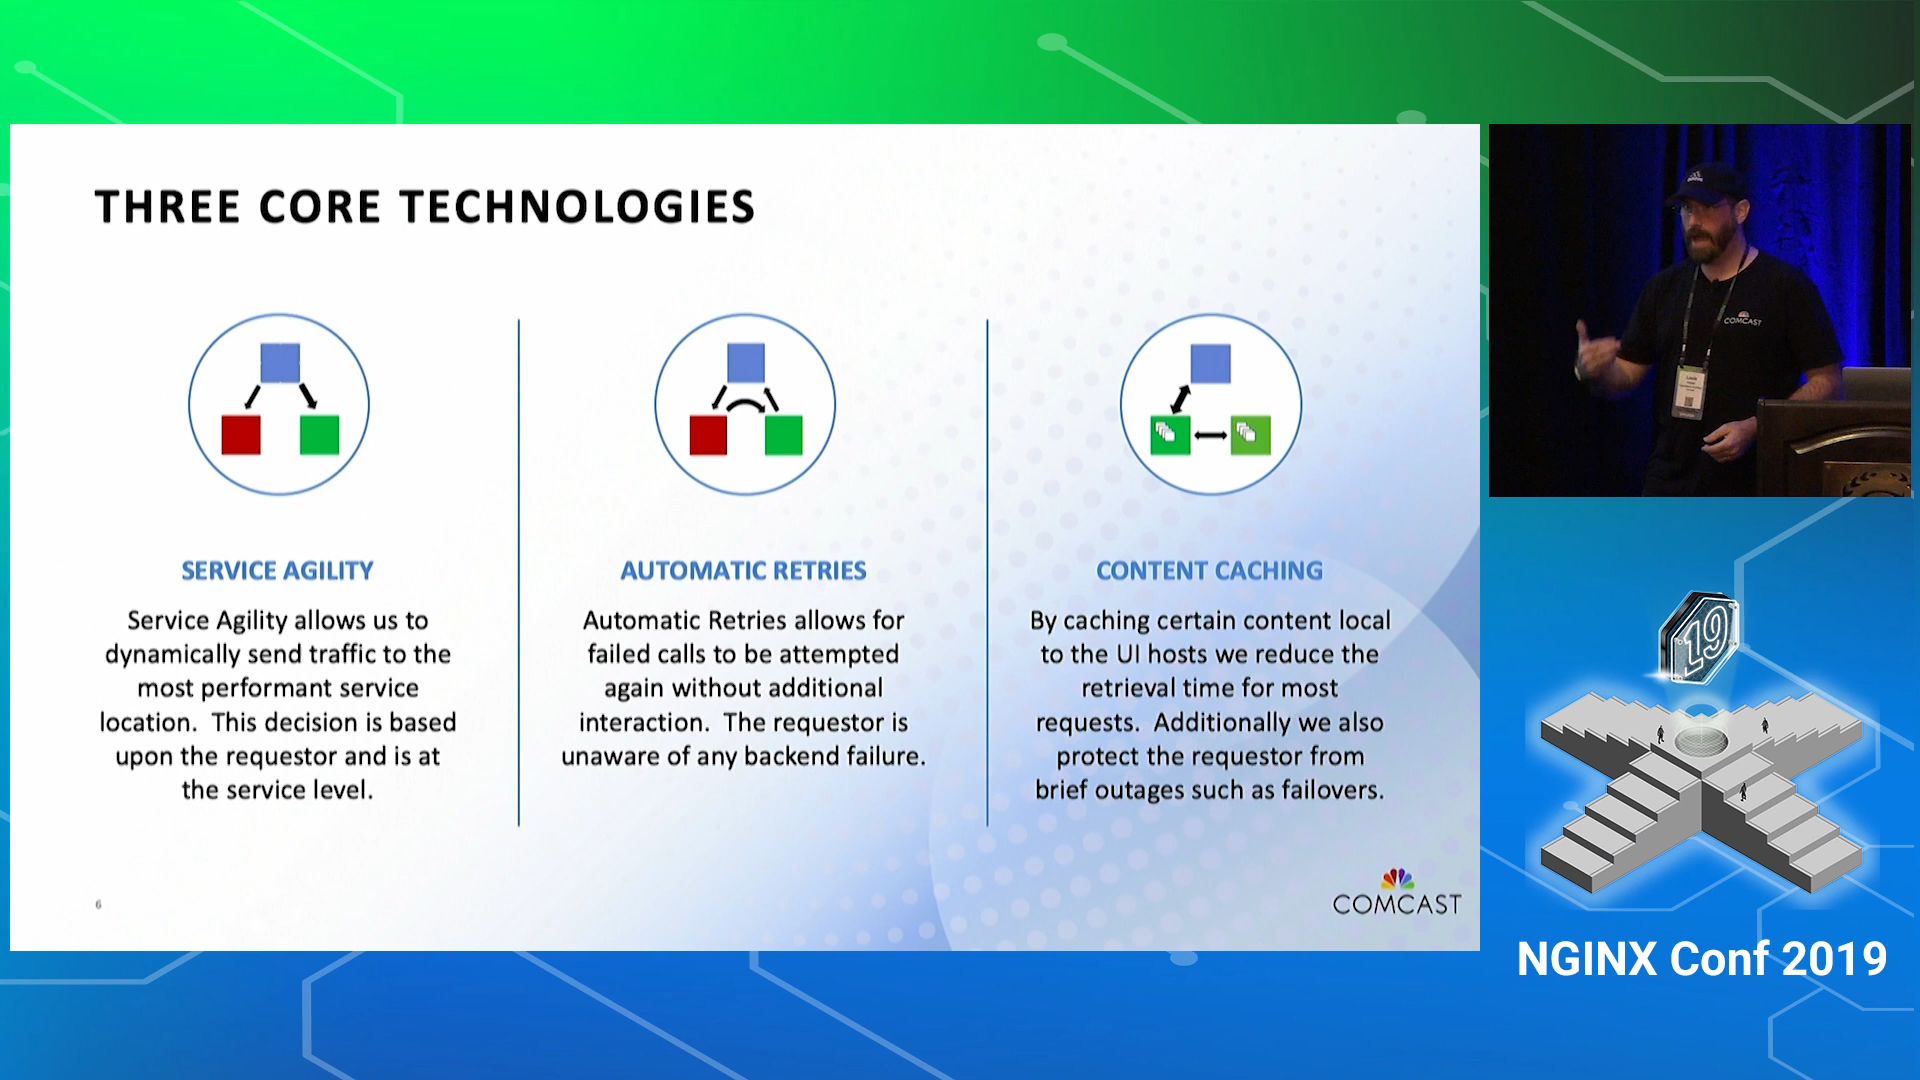 THREE CORE TECHNOLOGIES
SERVICE AGILITY
Service Agility allows us to
dynamically send traffic to the
most performant service
location.  This decision is based
upon the requestor and is at
the service level.
AUTOMATIC RETRIES
Automatic Retries allows for
failed calls to be attempted
again without additional
interaction.  The requestor is
unaware of any backend failure.
CONTENT CACHING
By caching certain content local
to the UI hosts we reduce the
retrieval time for most
requests.  Additionally we also
protect the requestor from
brief outages such as failovers.
6
COMCAST
COMCAST
19
NGINX Conf 2019